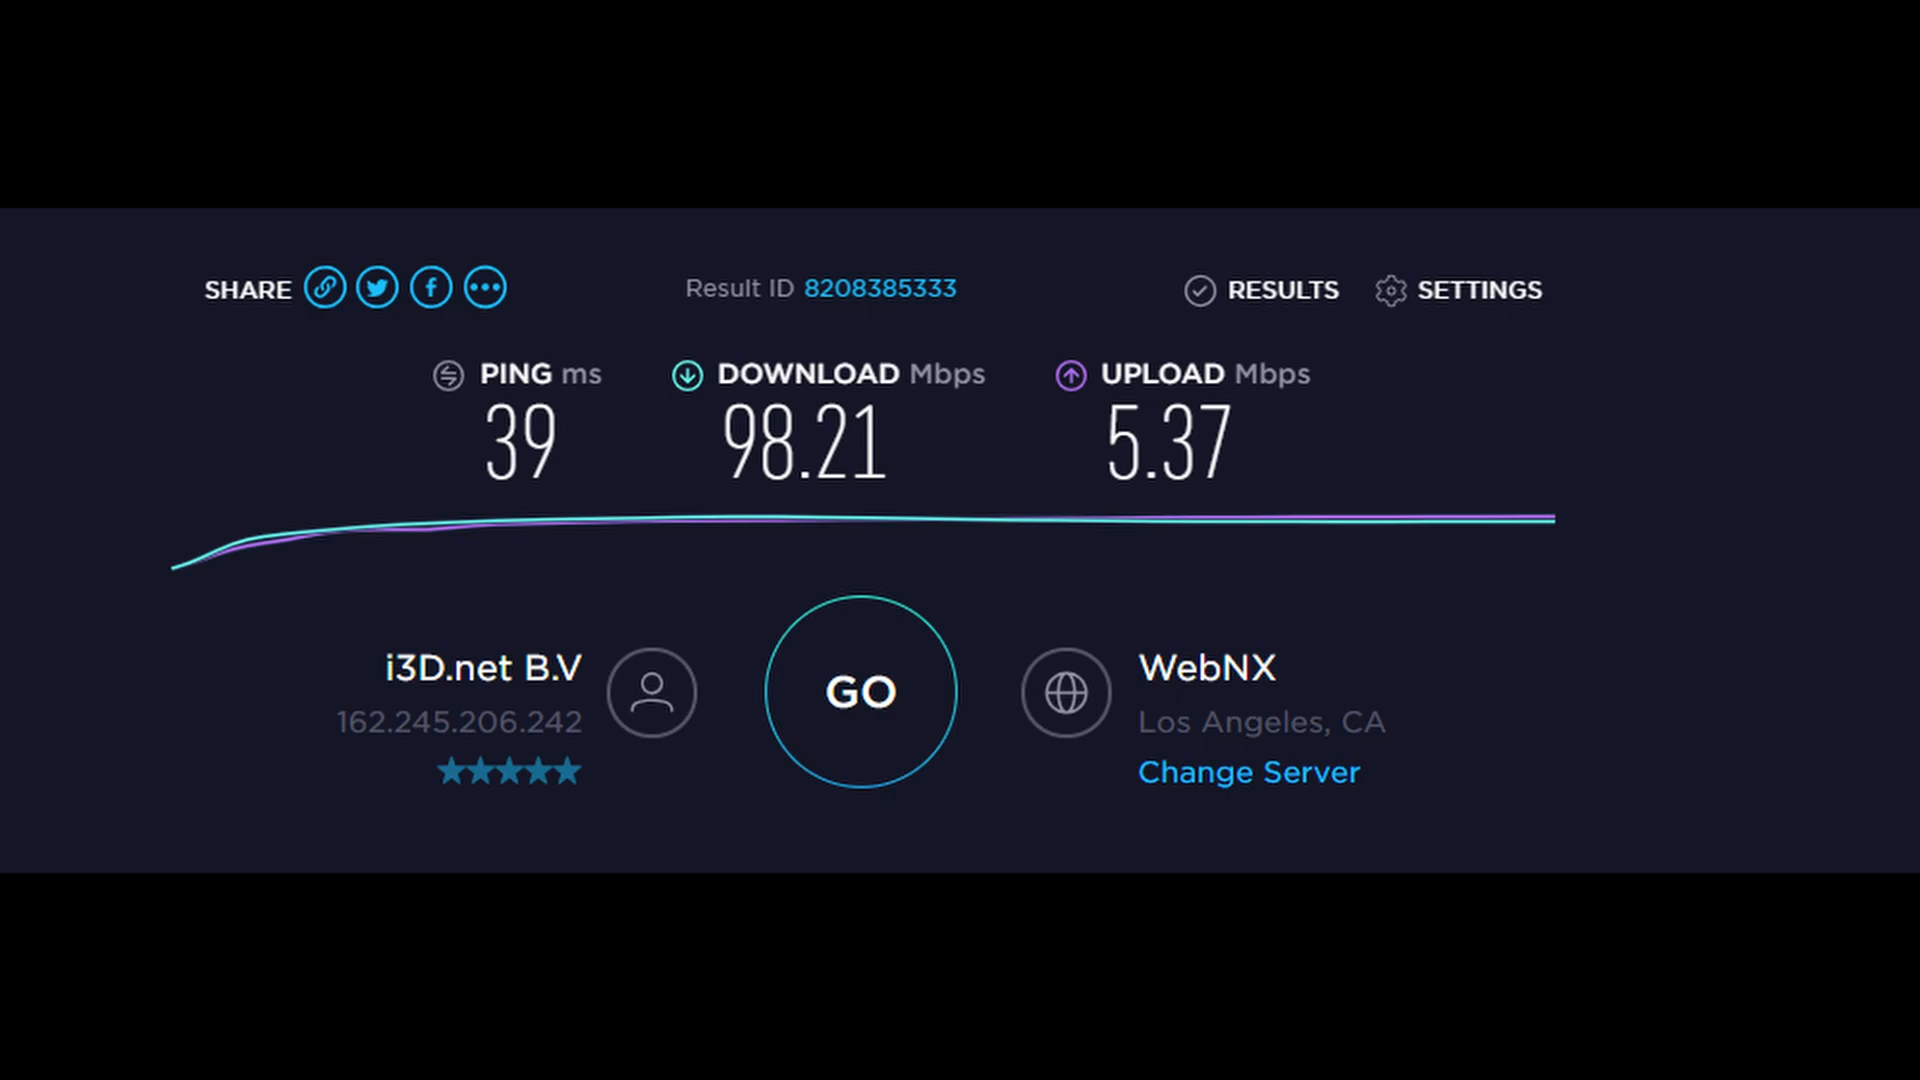 SHARE
Result ID 8208385333
RESULTS
SETTINGS
PING ms
39
DOWNLOAD Mbps
98.21
UPLOAD Mbps
5.37
i3D.net B.V
162.245.206.242
GO
WebNX
Los Angeles, CA
Change Server